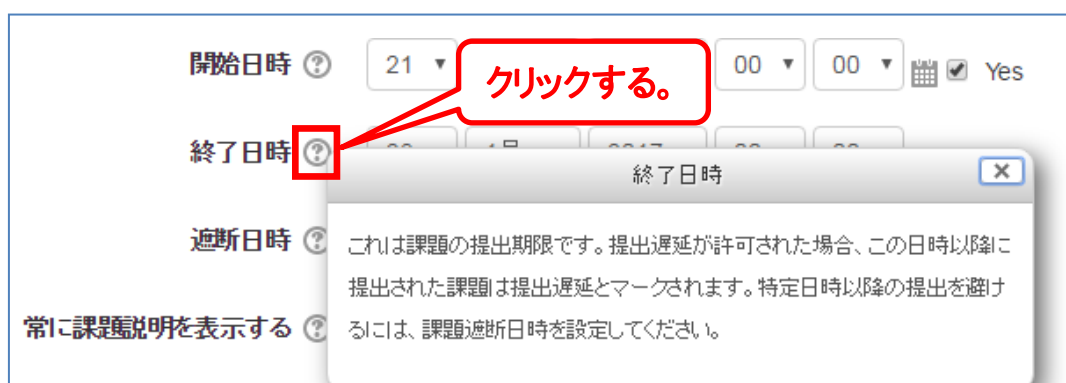 開始日時 21 00 00 Yes
クリックする。
終了日時
終了日時
遮断日時
これは課題の提出期限です。提出遅延が許可された場合、この日時以降に
提出された課題は提出遅延とマークされます。特定日時以降の提出を避け
るには、課題遮断日時を設定してください。
常に課題説明を表示する